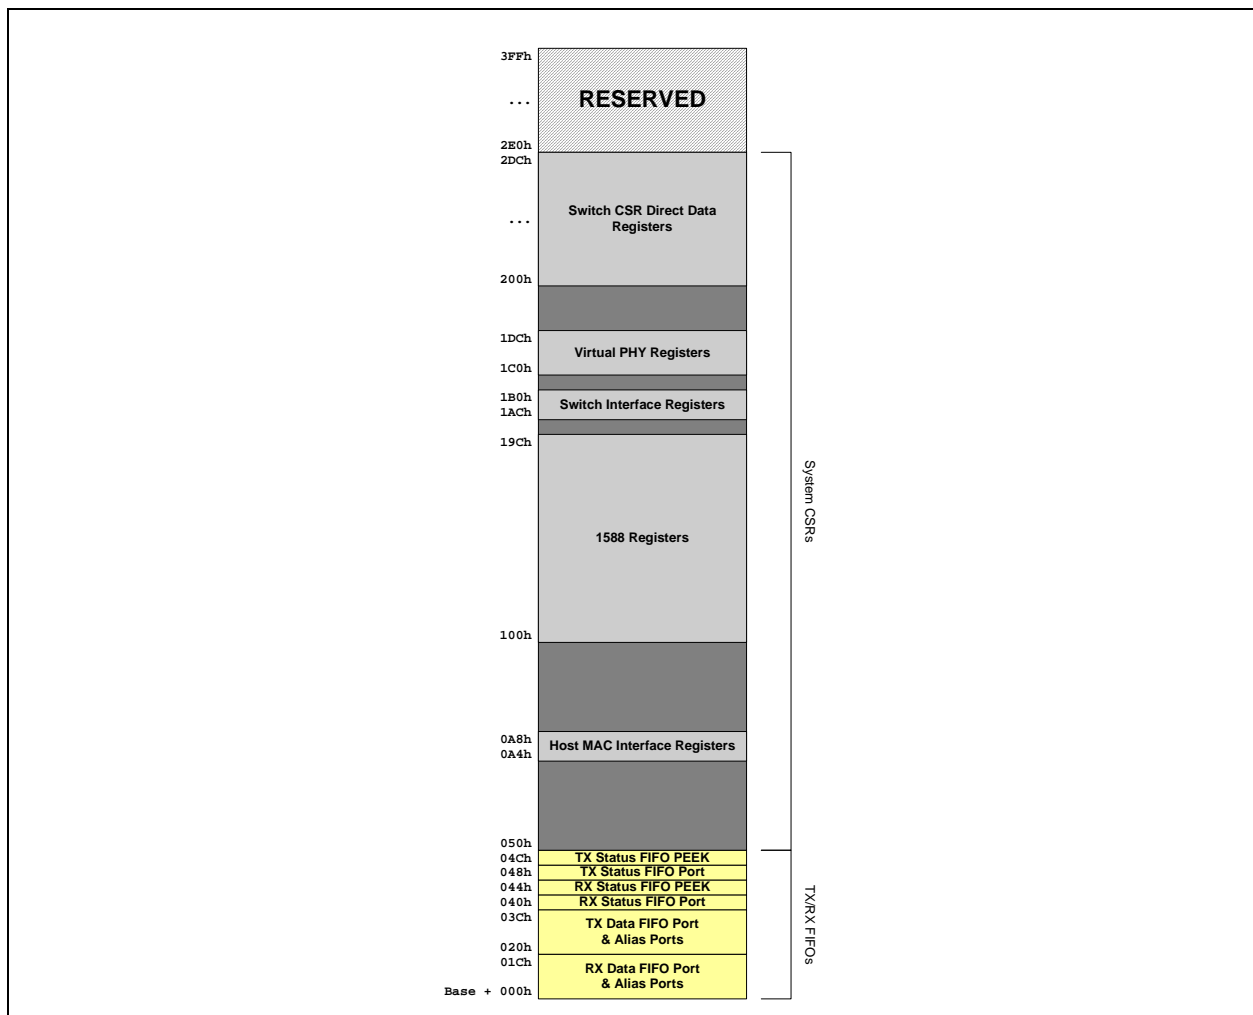 3FFh
RESERVED
...
2E0h
2DCh
Switch CSR Direct Data
Registers
...
200h
1DCh
Virtual PHY Registers
1C0h
1B0h
Switch Interface Registers
1ACh
19Ch
System CSRs
1588 Registers
100h
0A8h
Host MAC Interface Registers
0A4h
050h
04Ch
TX Status FIFO PEEK
048h
TX Status FIFO Port
044h
RX Status FIFO PEEK
040h
RX Status FIFO Port
03Ch
TX Data FIFO Port
& Alias Ports
020h
TX/RX FIFOs
01Ch
RX Data FIFO Port
& Alias Ports
Base + 000h